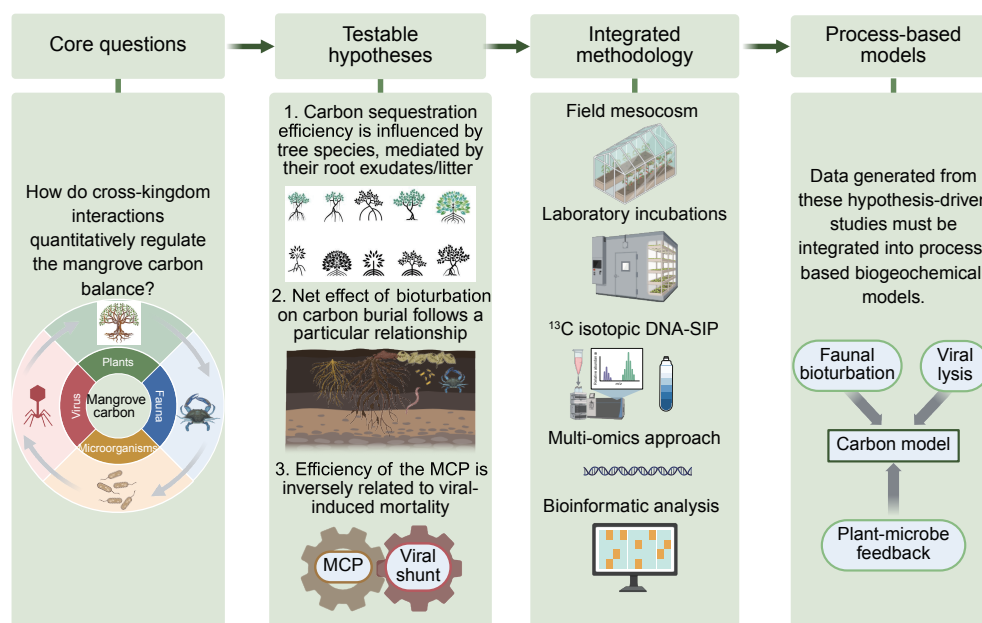 Core questions
Testable
hypotheses
Integrated
methodology
Process-based
models
How do cross-kingdom
interactions
quantitatively regulate
the mangrove carbon
balance?
Plants
Virus
Mangrove
carbon
Fauna
Microorganisms
1. Carbon sequestration
efficiency is influenced by
tree species, mediated by
their root exudates/litter
2. Net effect of bioturbation
on carbon burial follows a
particular relationship
3. Efficiency of the MCP is
inversely related to viral-
induced mortality
MCP
Viral
shunt
Field mesocosm
Laboratory incubations
¹³C isotopic DNA-SIP
Multi-omics approach
Bioinformatic analysis
Data generated from
these hypothesis-driven
studies must be
integrated into process-
based biogeochemical
models.
Faunal
bioturbation
Viral
lysis
Carbon model
Plant-microbe
feedback